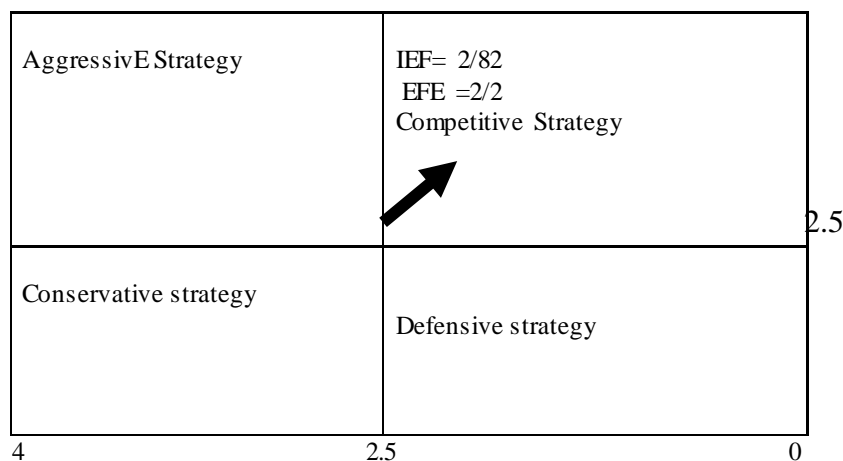 AggressivE Strategy
IEF= 2/82
EFE =2/2
Competitive Strategy
2.5
Conservative strategy
Defensive strategy
4
2.5
0